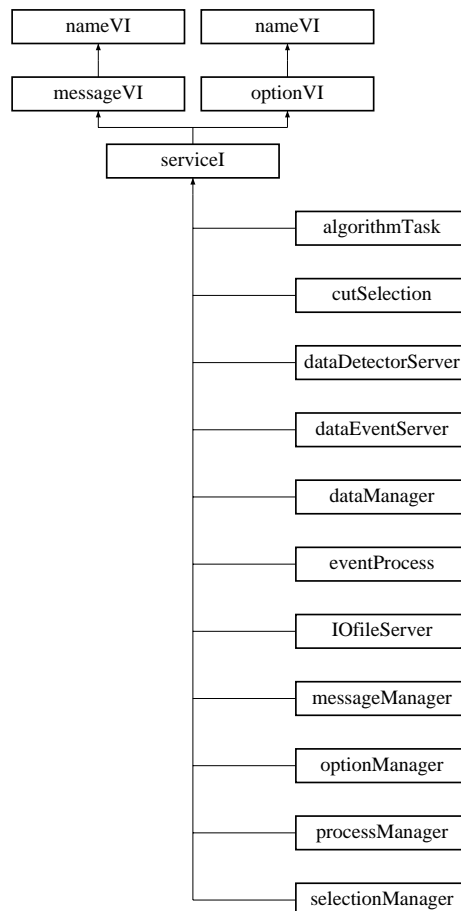 nameVI nameVI
messageVI optionVI
serviceI
algorithmTask
cutSelection
dataDetectorServer
dataEventServer
dataManager
eventProcess
IOfileServer
messageManager
optionManager
processManager
selectionManager